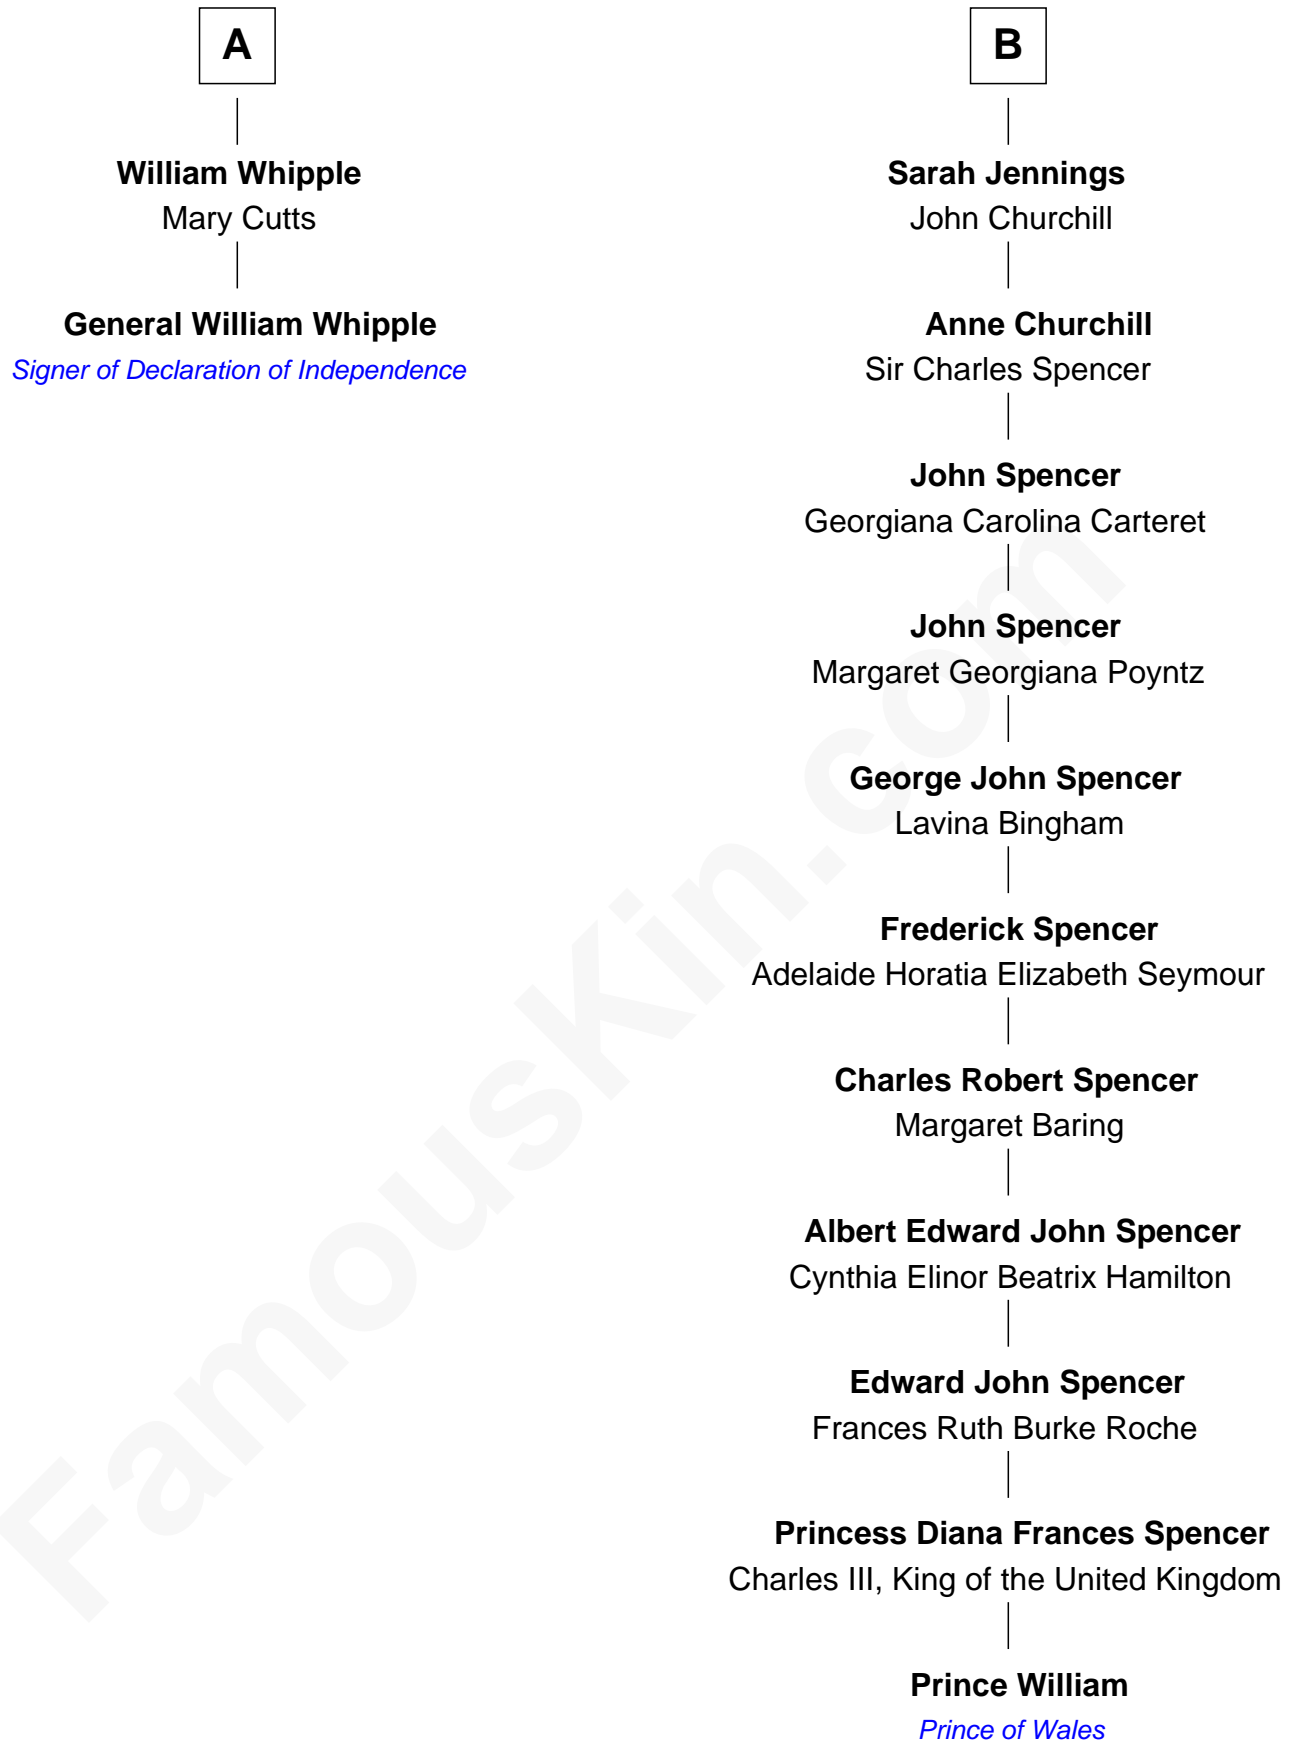 A
William Whipple
Mary Cutts
General William Whipple
Signer of Declaration of Independence
B
Sarah Jennings
John Churchill
Anne Churchill
Sir Charles Spencer
John Spencer
Georgiana Carolina Carteret
John Spencer
Margaret Georgiana Poyntz
George John Spencer
Lavina Bingham
Frederick Spencer
Adelaide Horatia Elizabeth Seymour
Charles Robert Spencer
Margaret Baring
Albert Edward John Spencer
Cynthia Elinor Beatrix Hamilton
Edward John Spencer
Frances Ruth Burke Roche
Princess Diana Frances Spencer
Charles III, King of the United Kingdom
Prince William
Prince of Wales
FamousKin.com